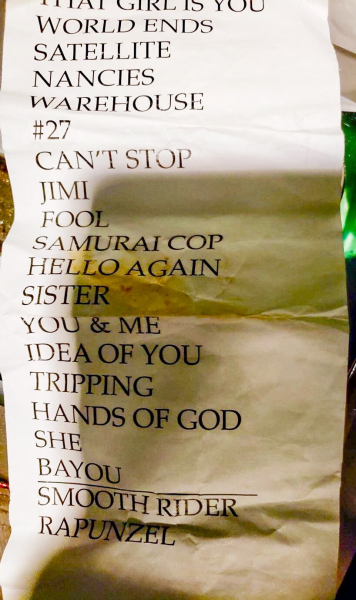 THAT GIRL IS YOU
WORLD ENDS
SATELLITE
NANCIES
WAREHOUSE
#27
CAN'T STOP
JIMI
FOOL
SAMURAI COP
HELLO AGAIN
SISTER
YOU & ME
IDEA OF YOU
TRIPPING
HANDS OF GOD
SHE
BAYOU
SMOOTH RIDER
RAPUNZEL